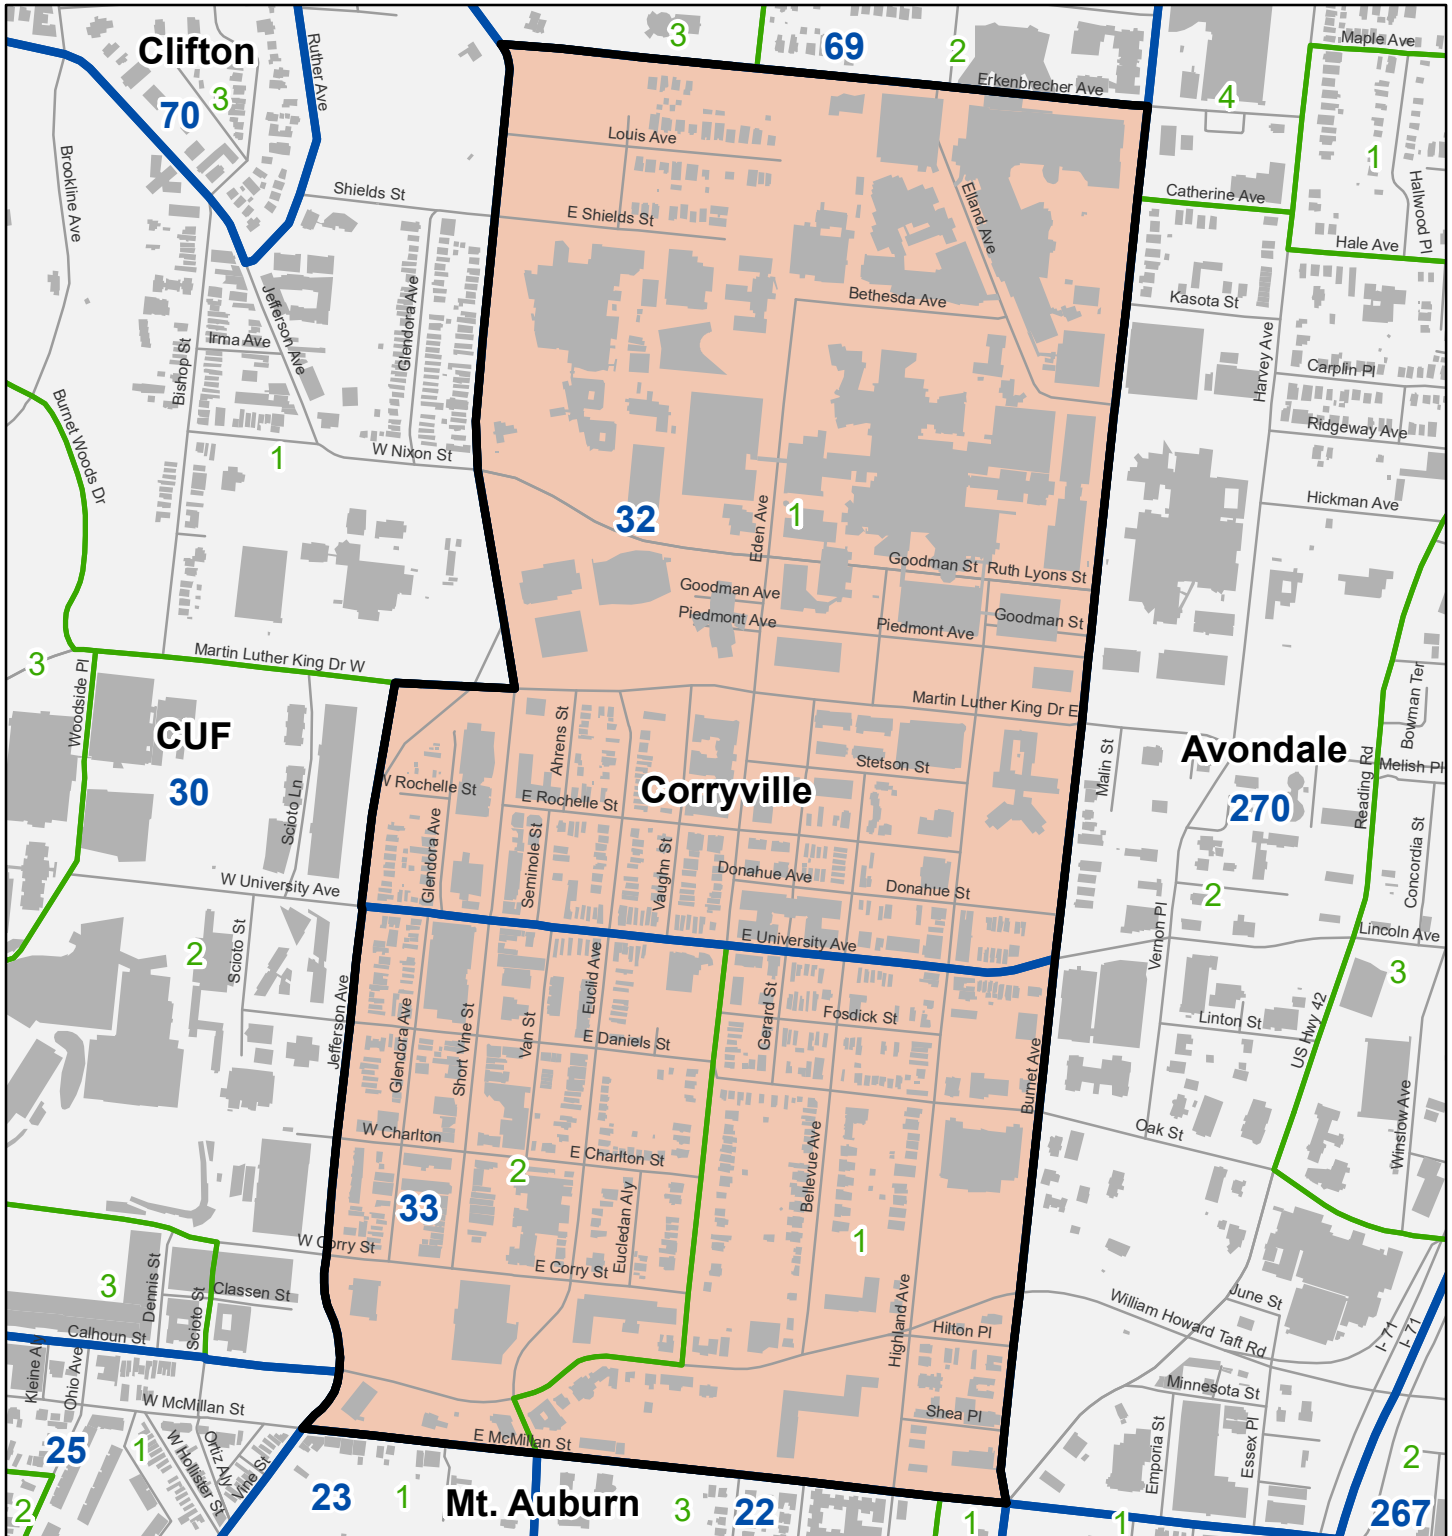 Clifton
70
3
Ruther Ave
3
69
2
Erkenbrecher Ave
4
Maple Ave
1
Hallwood Pl
Hale Ave
Catherine Ave
Brookline Ave
Louis Ave
Shields St
E Shields St
Elland Ave
Bethesda Ave
Kasota St
Jefferson Ave
Irma Ave
Glendora Ave
Bishop St
Harvey Ave
Carplin Pl
Ridgeway Ave
Burnet Woods Dr
1
W Nixon St
32
1
Eden Ave
Hickman Ave
Goodman St
Ruth Lyons St
Goodman Ave
Piedmont Ave
Piedmont Ave
Goodman St
3
Martin Luther King Dr W
Martin Luther King Dr E
Woodside Pl
CUF
30
Scioto Ln
Ahrens St
Stetson St
Corryville
W Rochelle St
E Rochelle St
Malin St
Avondale
270
Bowman Ter
Melish Pl
Reading Rd
Concordia St
Glendora Ave
Seminole St
Vaughn St
Donahue Ave
Donahue St
W University Ave
E University Ave
2
Vernon Pl
Lincoln Ave
3
2
Scioto St
Jefferson Ave
Glendora Ave
Short Vine St
Van St
Euclid Ave
E Daniels St
Gerard St
Fosdick St
Linton St
US Hwy 42
Burnet Ave
Winslow Ave
Oak St
W Charlton
E Charlton St
2
33
Eucledan Aly
Bellevue Ave
1
W Corry St
E Corry St
3
Dennis St
Scioto St
Classen St
Calhoun St
Kleine Al
Ohio Ave
W McMillan St
25
1
W Hollister St
Ortiz Aly
Vine St
2
Highland Ave
Hilton Pl
Shea Pl
E McMillan St
William Howard Taft Rd
June St
I- 71
I- 71
Minnesota St
Emporia St
Essex Pl
23
1
Mt. Auburn
3
22
1
1
2
267